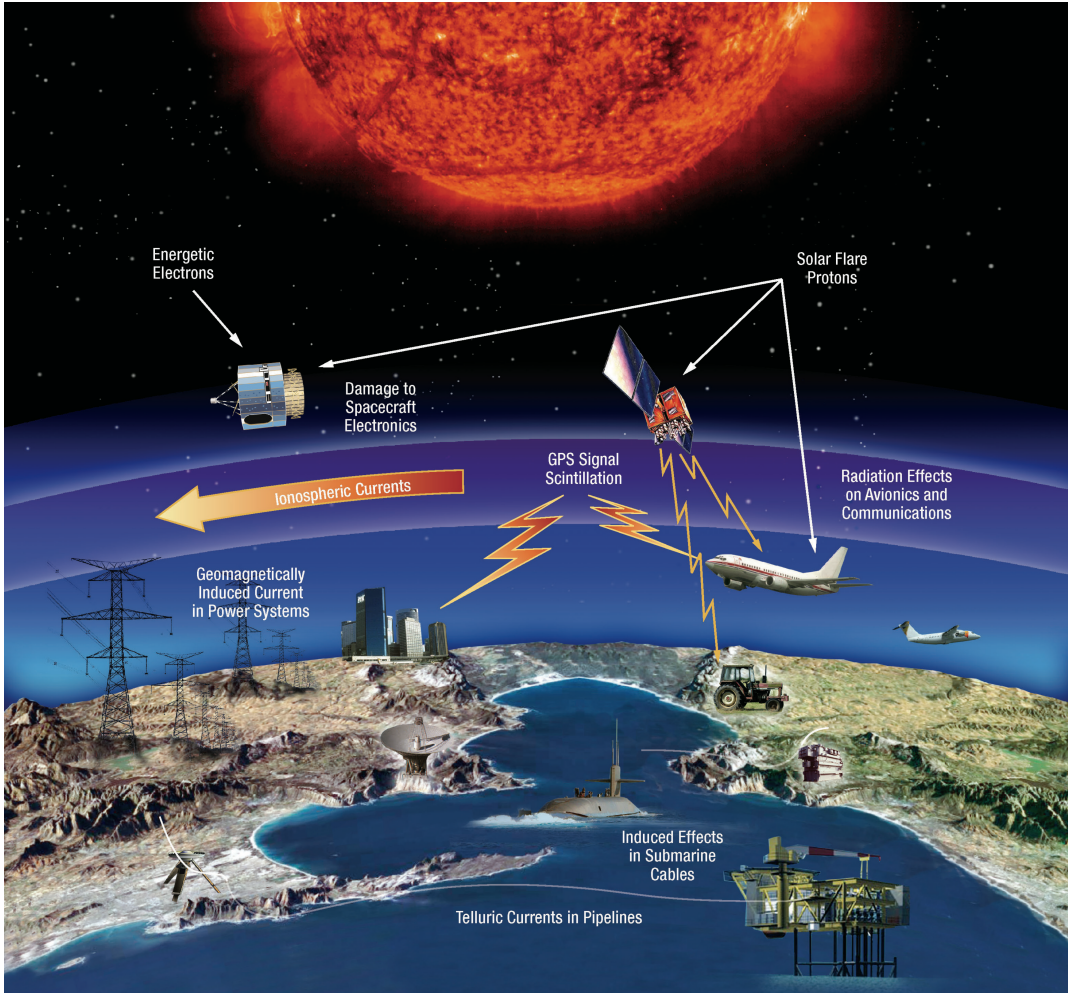 Energetic
Electrons
Solar Flare
Protons
Damage to
Spacecraft
Electronics
GPS Signal
Scintillation
Radiation Effects
on Avionics and
Communications
Ionospheric Currents
Geomagnetically
Induced Current
in Power Systems
Induced Effects
in Submarine
Cables
Telluric Currents in Pipelines